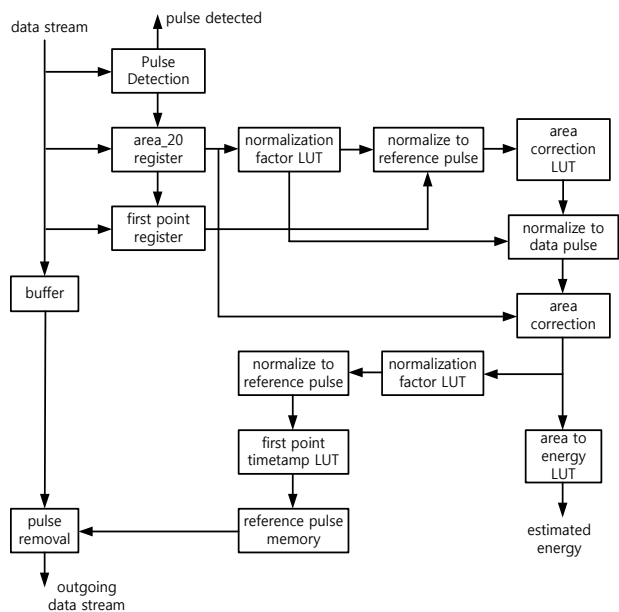 data stream
pulse detected
Pulse
Detection
area_20
register
normalization
factor LUT
normalize to
reference pulse
area
correction
LUT
first point
register
normalize to
data pulse
buffer
area
correction
normalize to
reference pulse
normalization
factor LUT
first point
timetamp LUT
area to
energy
LUT
pulse
removal
reference pulse
memory
estimated
energy
outgoing
data stream